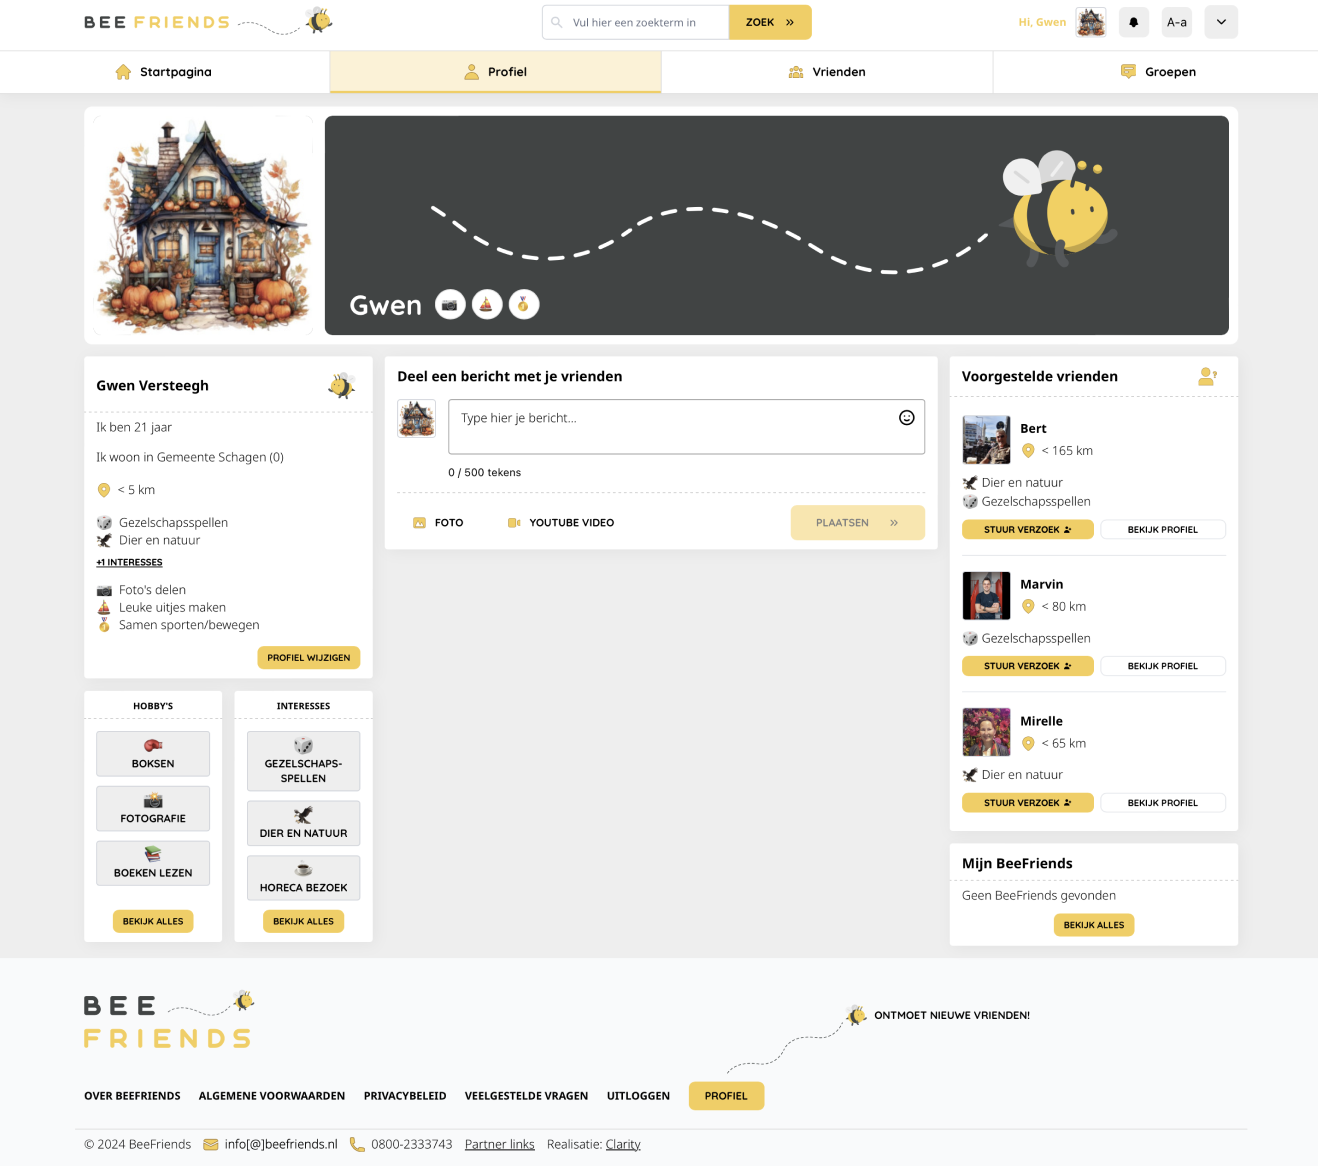 BEE FRIENDS
Vul hier een zoekterm in
ZOEK
Hi, Gwen
A-a
Startpagina
Profiel
Vrienden
Groepen
Gwen
Gwen Versteegh
Ik ben 21 jaar
Ik woon in Gemeente Schagen (0)
< 5 km
Gezelschapsspellen
Dier en natuur
+1 INTERESSES
Foto's delen
Leuke uitjes maken
Samen sporten/bewegen
PROFIEL WIJZIGEN
HOBBY'S
BOKSEN
FOTOGRAFIE
BOEKEN LEZEN
BEKIJK ALLES
INTERESSES
GEZELSCHAPS-
SPELLEN
DIER EN NATUUR
HORECA BEZOEK
BEKIJK ALLES
Deel een bericht met je vrienden
Type hier je bericht...
0 / 500 tekens
FOTO
YOUTUBE VIDEO
PLAATSEN
Voorgestelde vrienden
Bert
< 165 km
Dier en natuur
Gezelschapsspellen
STUUR VERZOEK
BEKIJK PROFIEL
Marvin
< 80 km
Gezelschapsspellen
STUUR VERZOEK
BEKIJK PROFIEL
Mirelle
< 65 km
Dier en natuur
STUUR VERZOEK
BEKIJK PROFIEL
Mijn BeeFriends
Geen BeeFriends gevonden
BEKIJK ALLES
BEE
FRIENDS
ONTMOET NIEUWE VRIENDEN!
OVER BEEFRIENDS
ALGEMENE VOORWAARDEN
PRIVACYBELEID
VEELGESTELDE VRAGEN
UITLOGGEN
PROFIEL
© 2024 BeeFriends
info[@]beefriends.nl
0800-2333743
Partner links
Realisatie: Clarity